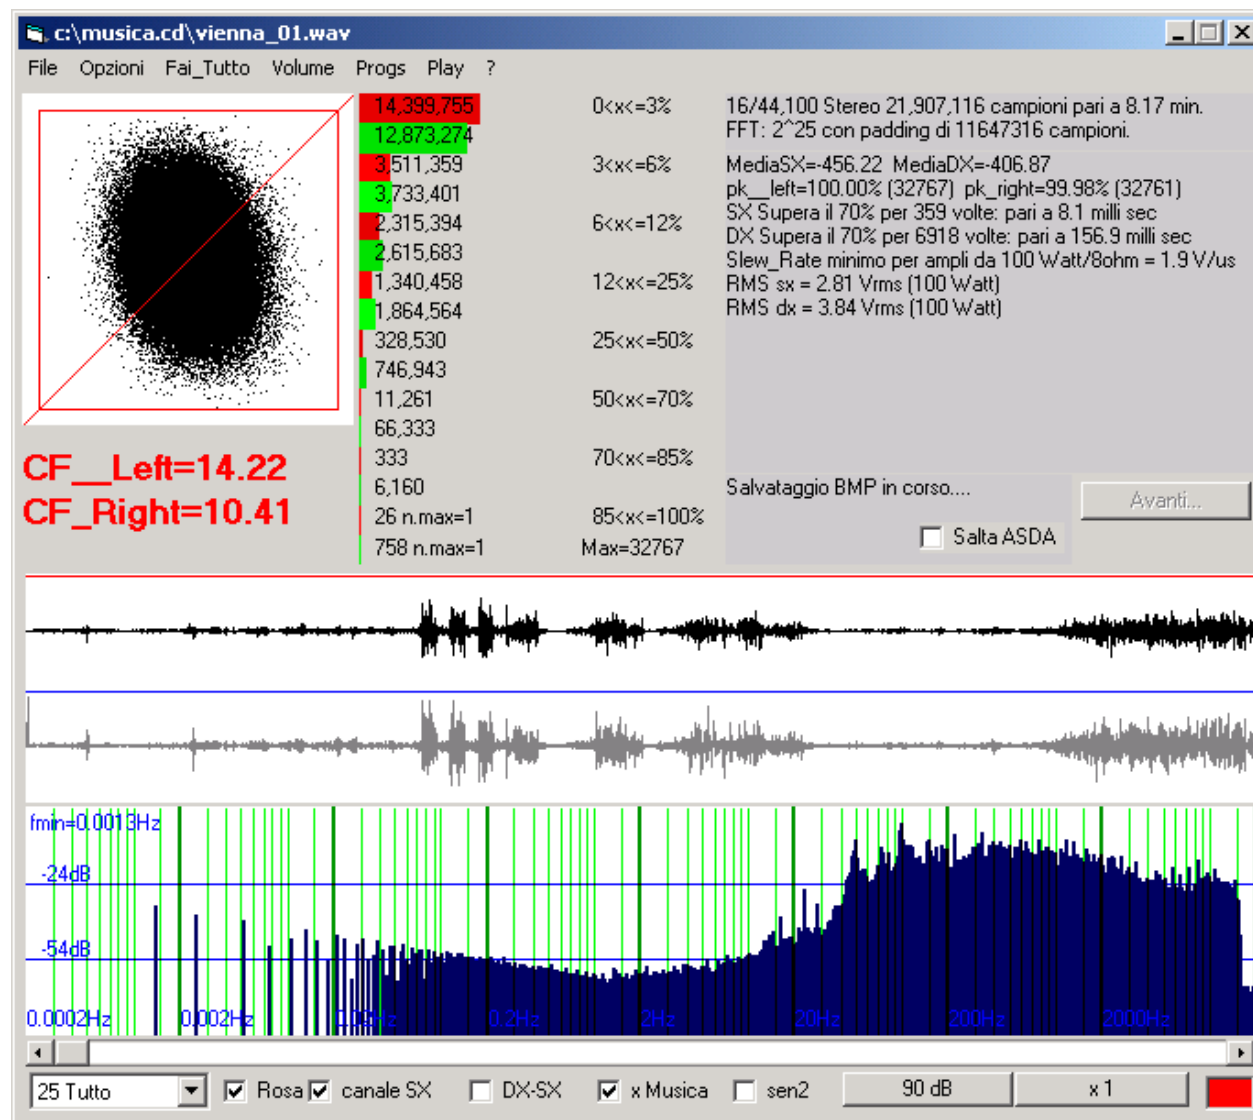 c:\musica.cd\vienna_01.wav
File Opzioni Fai_Tutto Volume Progs Play ?
14,399,755 0<x<=3%
12,873,274
3,511,359 3<x<=6%
3,733,401
2,315,394 6<x<=12%
2,615,683
1,340,458 12<x<=25%
1,864,564
328,530 25<x<=50%
746,943
11,261 50<x<=70%
66,333
333 70<x<=85%
6,160
26 n.max=1 85<x<=100%
758 n.max=1 Max=32767
CF__Left=14.22
CF_Right=10.41
16/44,100 Stereo 21,907,116 campioni pari a 8.17 min.
FFT: 2^25 con padding di 11647316 campioni.
MediaSX=-456.22 MediaDX=-406.87
pk__left=100.00% (32767) pk_right=99.98% (32761)
SX Supera il 70% per 359 volte: pari a 8.1 milli sec
DX Supera il 70% per 6918 volte: pari a 156.9 milli sec
Slew_Rate minimo per ampli da 100 Watt/8ohm = 1.9 V/us
RMS sx = 2.81 Vrms (100 Watt)
RMS dx = 3.84 Vrms (100 Watt)
Salvataggio BMP in corso....
Avanti...
Salta ASDA
fmin=0.0013Hz
-24dB
-54dB
0.0002Hz 0.002Hz 0.02Hz 0.2Hz 2Hz 20Hz 200Hz 2000Hz
25 Tutto Rosa canale SX DX-SX x Musica sen2 90 dB x 1